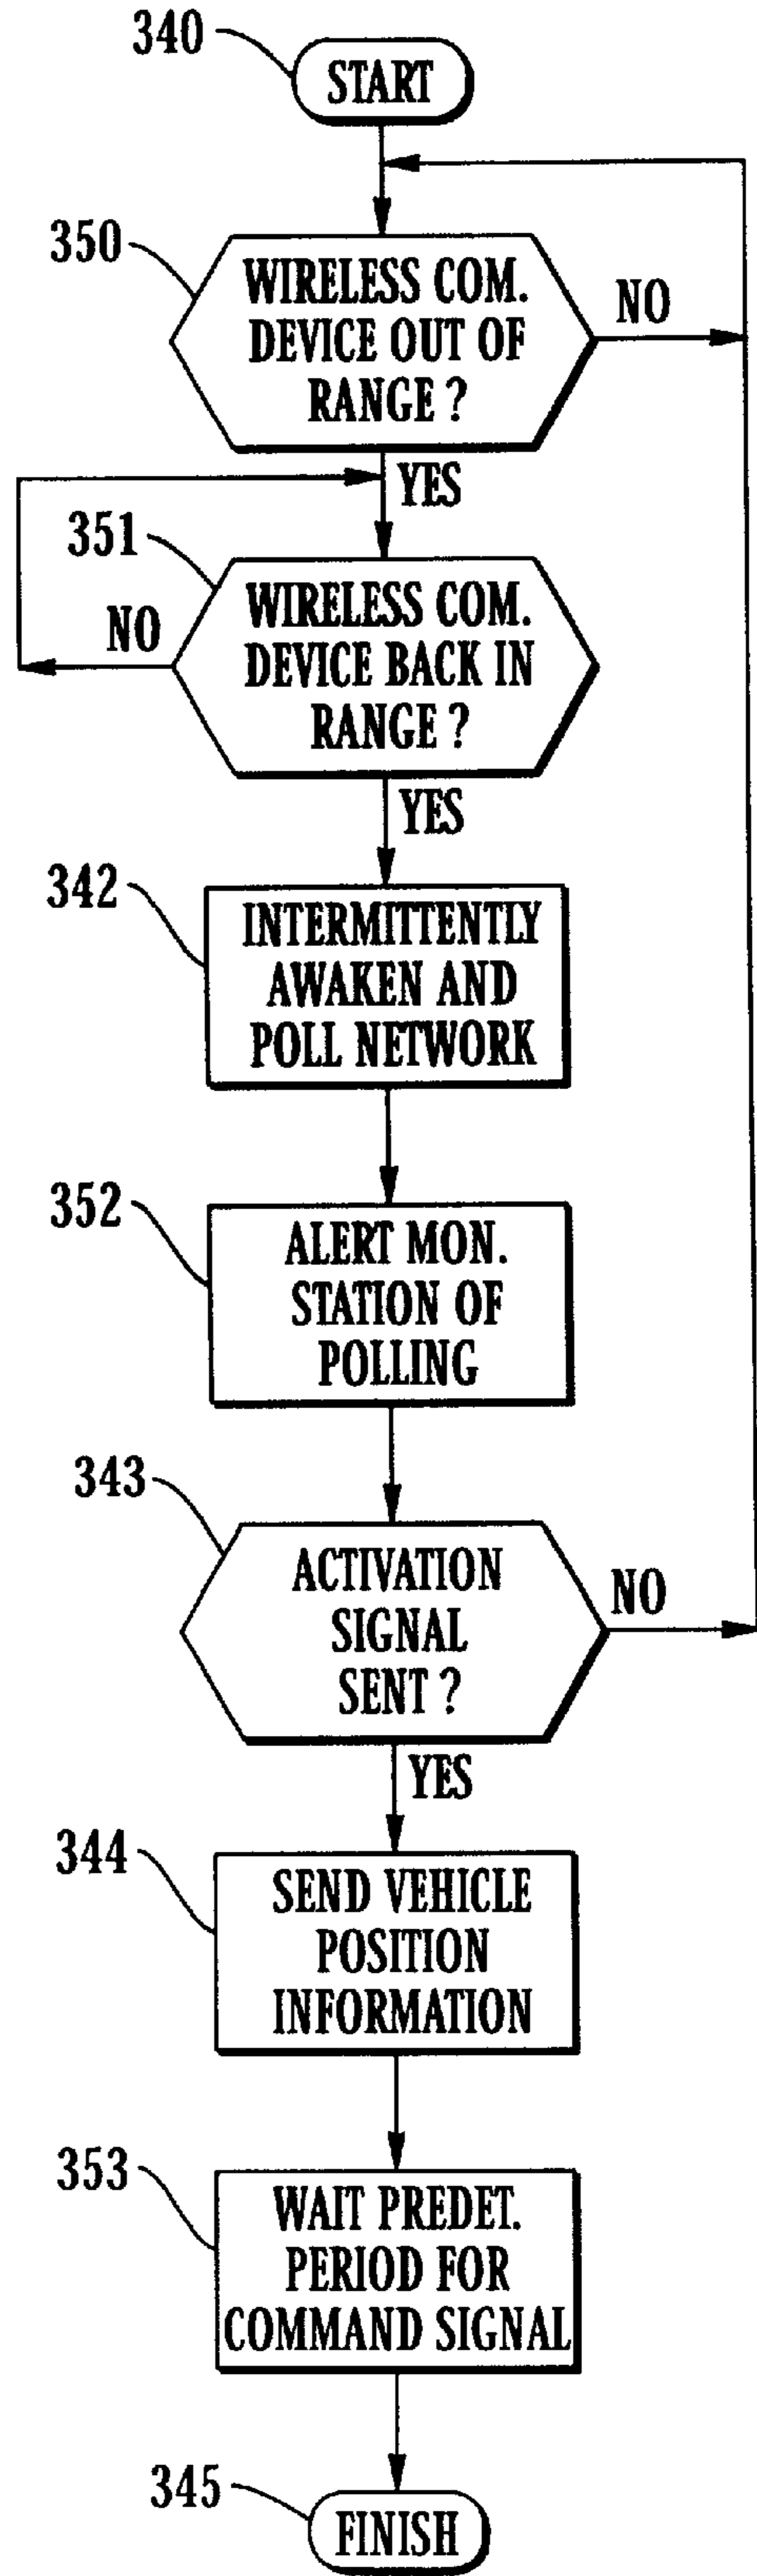 340
START
350
WIRELESS COM.
DEVICE OUT OF
RANGE ?
NO
YES
351
WIRELESS COM.
DEVICE BACK IN
RANGE ?
NO
YES
342
INTERMITTENTLY
AWAKEN AND
POLL NETWORK
352
ALERT MON.
STATION OF
POLLING
343
ACTIVATION
SIGNAL
SENT ?
NO
YES
344
SEND VEHICLE
POSITION
INFORMATION
353
WAIT PREDET.
PERIOD FOR
COMMAND SIGNAL
345
FINISH